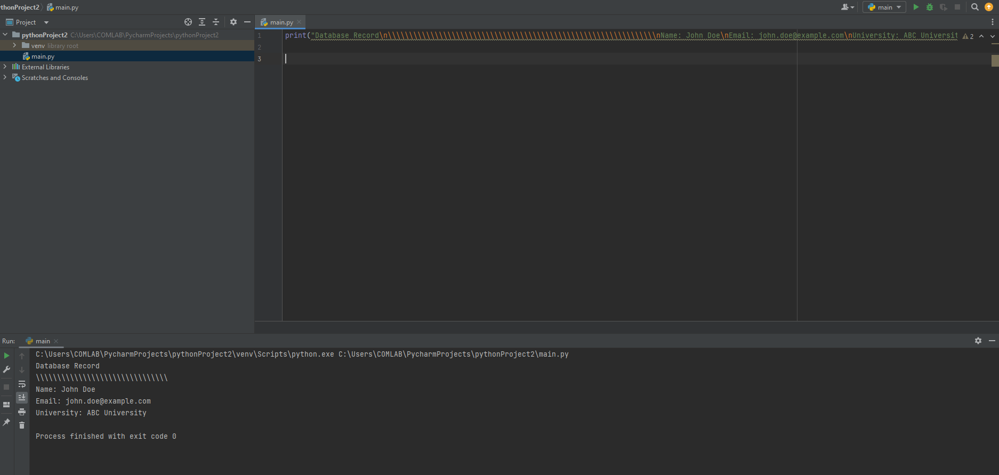 ythonProject2 main.py
main
Project
main.py
pythonProject2 C:\Users\COMLAB\PycharmProjects\pythonProject2
venv library root
main.py
External Libraries
Scratches and Consoles
1 print("Database Record\n\\\\\\\\\\\\\\\\\\\\\\\\\\\\\\\\\\\\\\\\\\\\\\\\\\\\\\\\\\\\\\\nName: John Doe\nEmail: john.doe@example.com\nUniversity: ABC Universit 2
2
3
Run: main
C:\Users\COMLAB\PycharmProjects\pythonProject2\venv\Scripts\python.exe C:\Users\COMLAB\PycharmProjects\pythonProject2\main.py
Database Record
\\\\\\\\\\\\\\\\\\\\\\\\\\\\\\\
Name: John Doe
Email: john.doe@example.com
University: ABC University
Process finished with exit code 0